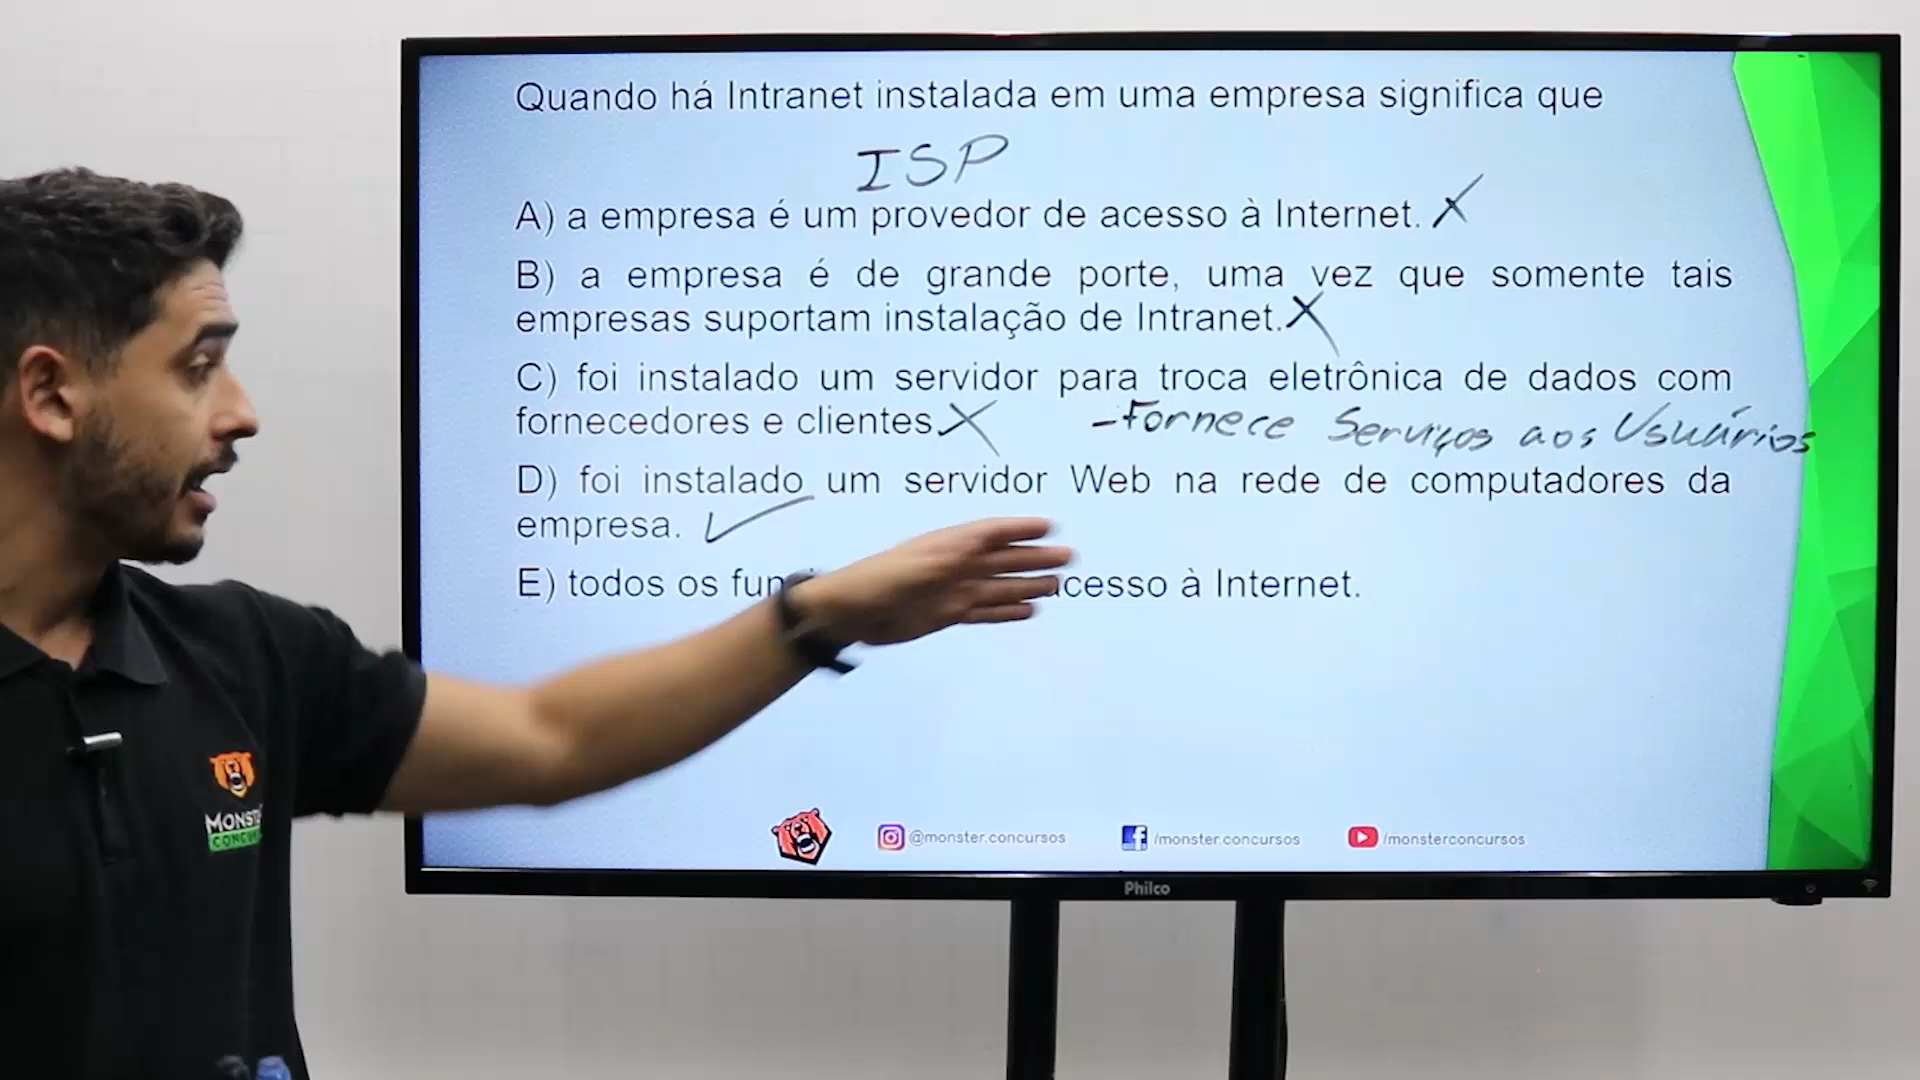 Quando há Intranet instalada em uma empresa significa que
ISP
A) a empresa é um provedor de acesso à Internet. X
B) a empresa é de grande porte, uma vez que somente tais
empresas suportam instalação de Intranet. X
C) foi instalado um servidor para troca eletrônica de dados com
fornecedores e clientes. X
-Fornece Serviços aos Usuários
D) foi instalado um servidor Web na rede de computadores da
empresa. ✓
E) todos os acesso à Internet.
@monster.concursos
/monster.concursos
/monsterconcursos
Philco